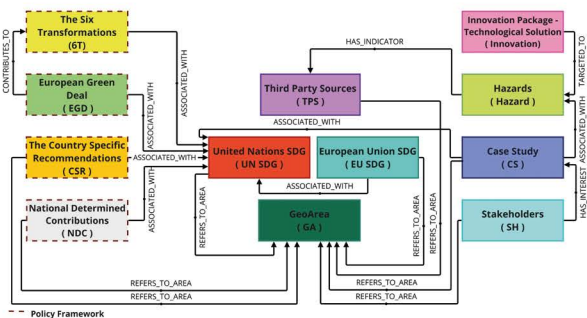 The Six
Transformations
(6T)
Innovation Package -
Technological Solution
( Innovation)
CONTRIBUTES_TO
HAS_INDICATOR
TARGETED_TO
European Green
Deal
( EGD )
ASSOCIATED_WITH
ASSOCIATED_WITH
Third Party Sources
( TPS )
Hazards
( Hazard )
ASSOCIATED_WITH
ASSOCIATED_WITH
The Country Specific
Recommendations
( CSR )
ASSOCIATED_WITH
United Nations SDG
( UN SDG )
European Union SDG
( EU SDG )
Case Study
( CS )
ASSOCIATED_WITH
ASSOCIATED_WITH
HAS_INTEREST
National Determined
Contributions
( NDC )
REFERS_TO_AREA
GeoArea
( GA )
REFERS_TO_AREA
REFERS_TO_AREA
REFERS_TO_AREA
Stakeholders
( SH )
REFERS_TO_AREA
REFERS_TO_AREA
REFERS_TO_AREA
REFERS_TO_AREA
Policy Framework